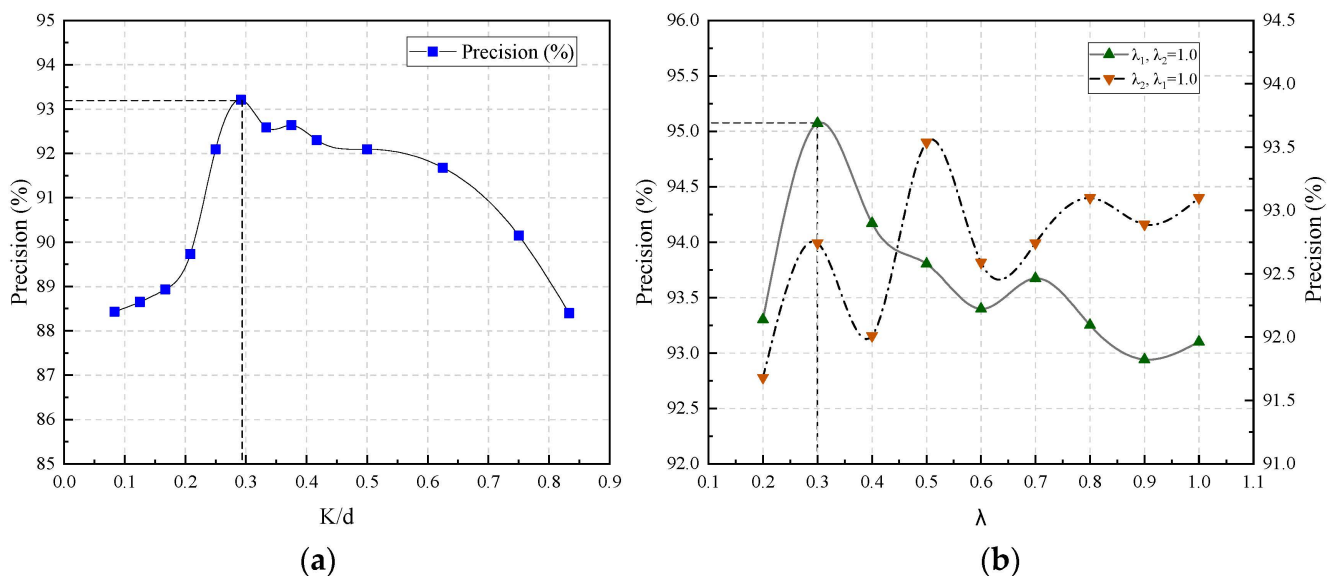 95
94
93
92
91
90
89
88
87
86
85
Precision (%)
Precision (%)
0.0 0.1 0.2 0.3 0.4 0.5 0.6 0.7 0.8 0.9
K/d
(a)
96.0
95.5
95.0
94.5
94.0
93.5
93.0
92.5
92.0
Precision (%)
λ₁, λ₂=1.0
λ₂, λ₁=1.0
94.5
94.0
93.5
93.0
92.5
92.0
91.5
91.0
Precision (%)
0.1 0.2 0.3 0.4 0.5 0.6 0.7 0.8 0.9 1.0 1.1
λ
(b)